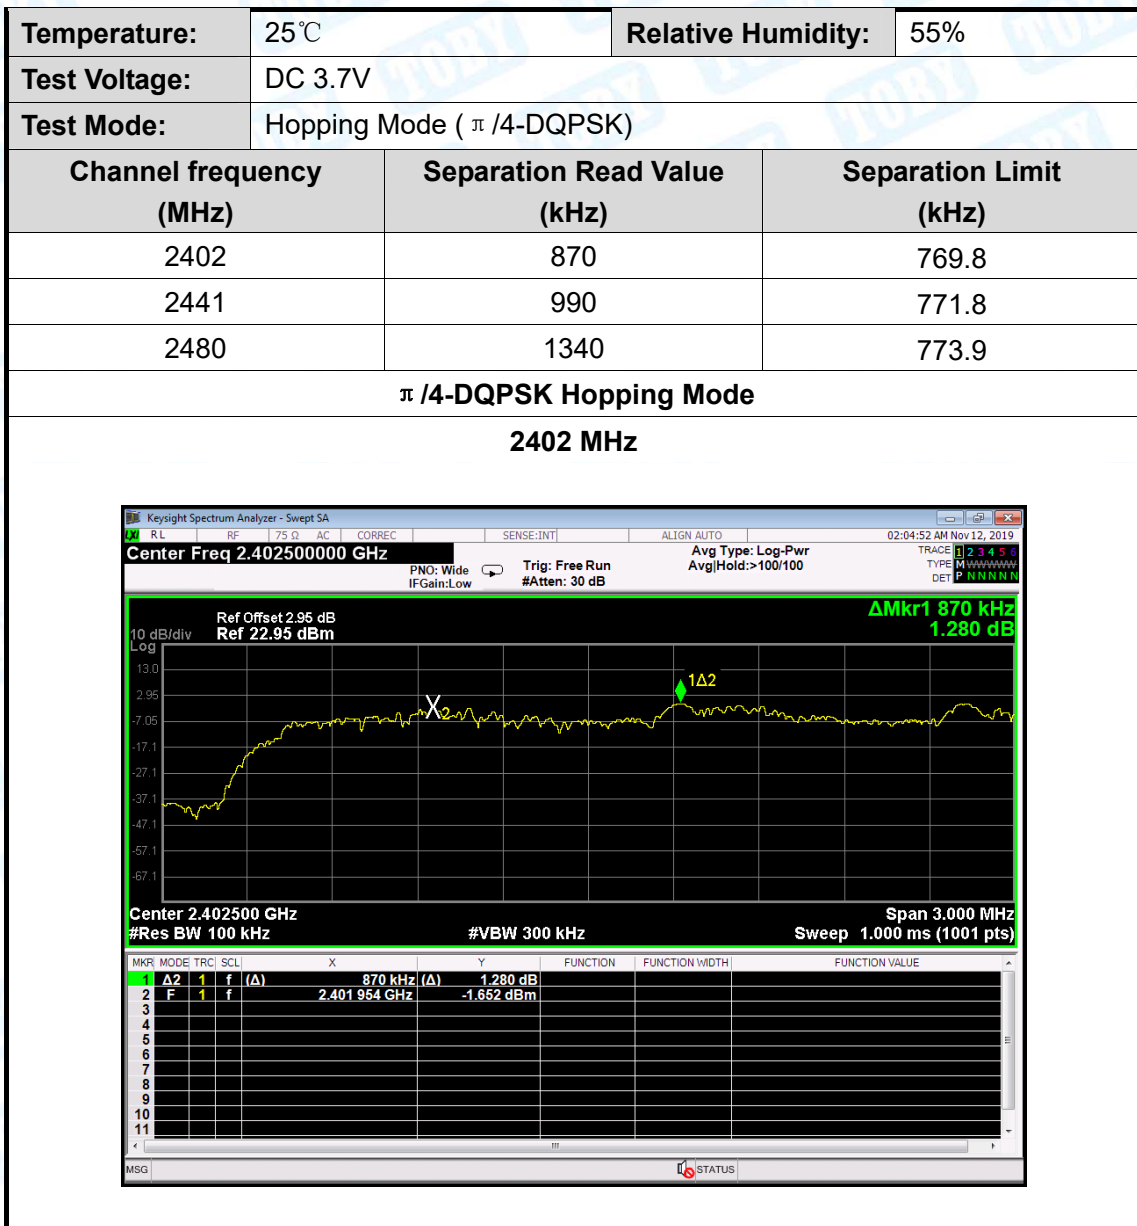 Temperature: 25℃ Relative Humidity: 55%
Test Voltage: DC 3.7V
Test Mode: Hopping Mode (π/4-DQPSK)
Channel frequency (MHz) Separation Read Value (kHz) Separation Limit (kHz)
2402 870 769.8
2441 990 771.8
2480 1340 773.9
π/4-DQPSK Hopping Mode
2402 MHz
Keysight Spectrum Analyzer - Swept SA
LXI RL RF 75 Ω AC CORREC SENSE:INT ALIGN AUTO 02:04:52 AM Nov 12, 2019
Center Freq 2.402500000 GHz
PNO: Wide
IFGain:Low
Trig: Free Run
#Atten: 30 dB
Avg Type: Log-Pwr
Avg|Hold:>100/100
TRACE 1 2 3 4 5 6
TYPE M WWWWW
DET P N N N N N
ΔMkr1 870 kHz
1.280 dB
Ref Offset 2.95 dB
10 dB/div Ref 22.95 dBm
Log
13.0
2.95
-7.05
-17.1
-27.1
-37.1
-47.1
-57.1
-67.1
X2
1Δ2
Center 2.402500 GHz Span 3.000 MHz
#Res BW 100 kHz #VBW 300 kHz Sweep 1.000 ms (1001 pts)
MKR MODE TRC SCL X Y FUNCTION FUNCTION WIDTH FUNCTION VALUE
1 Δ2 1 f (Δ) 870 kHz (Δ) 1.280 dB
2 F 1 f 2.401 954 GHz -1.652 dBm
3
4
5
6
7
8
9
10
11
MSG STATUS
TOBY